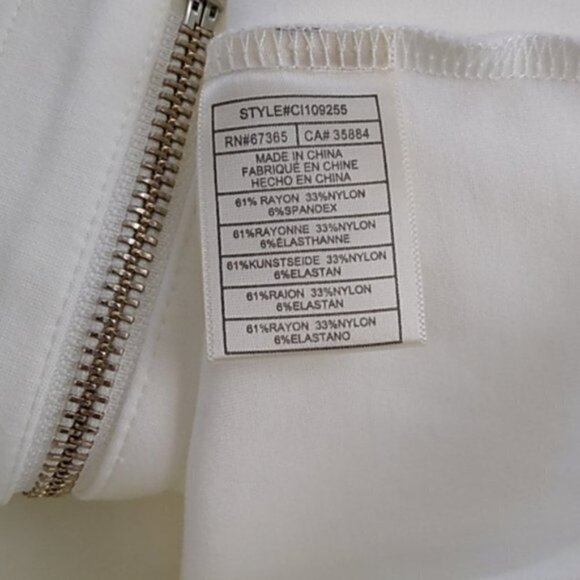 STYLE#CI109255
RN#67365 CA# 35884
MADE IN CHINA
FABRIQUÉ EN CHINE
HECHO EN CHINA
61% RAYON 33%NYLON
6%SPANDEX
61%RAYONNE 33%NYLON
6%ÉLASTHANNE
61%KUNSTSEIDE 33%NYLON
6%ELASTAN
61%RAION 33%NYLON
6%ELASTAN
61%RAYON 33%NYLON
6%ELASTANO